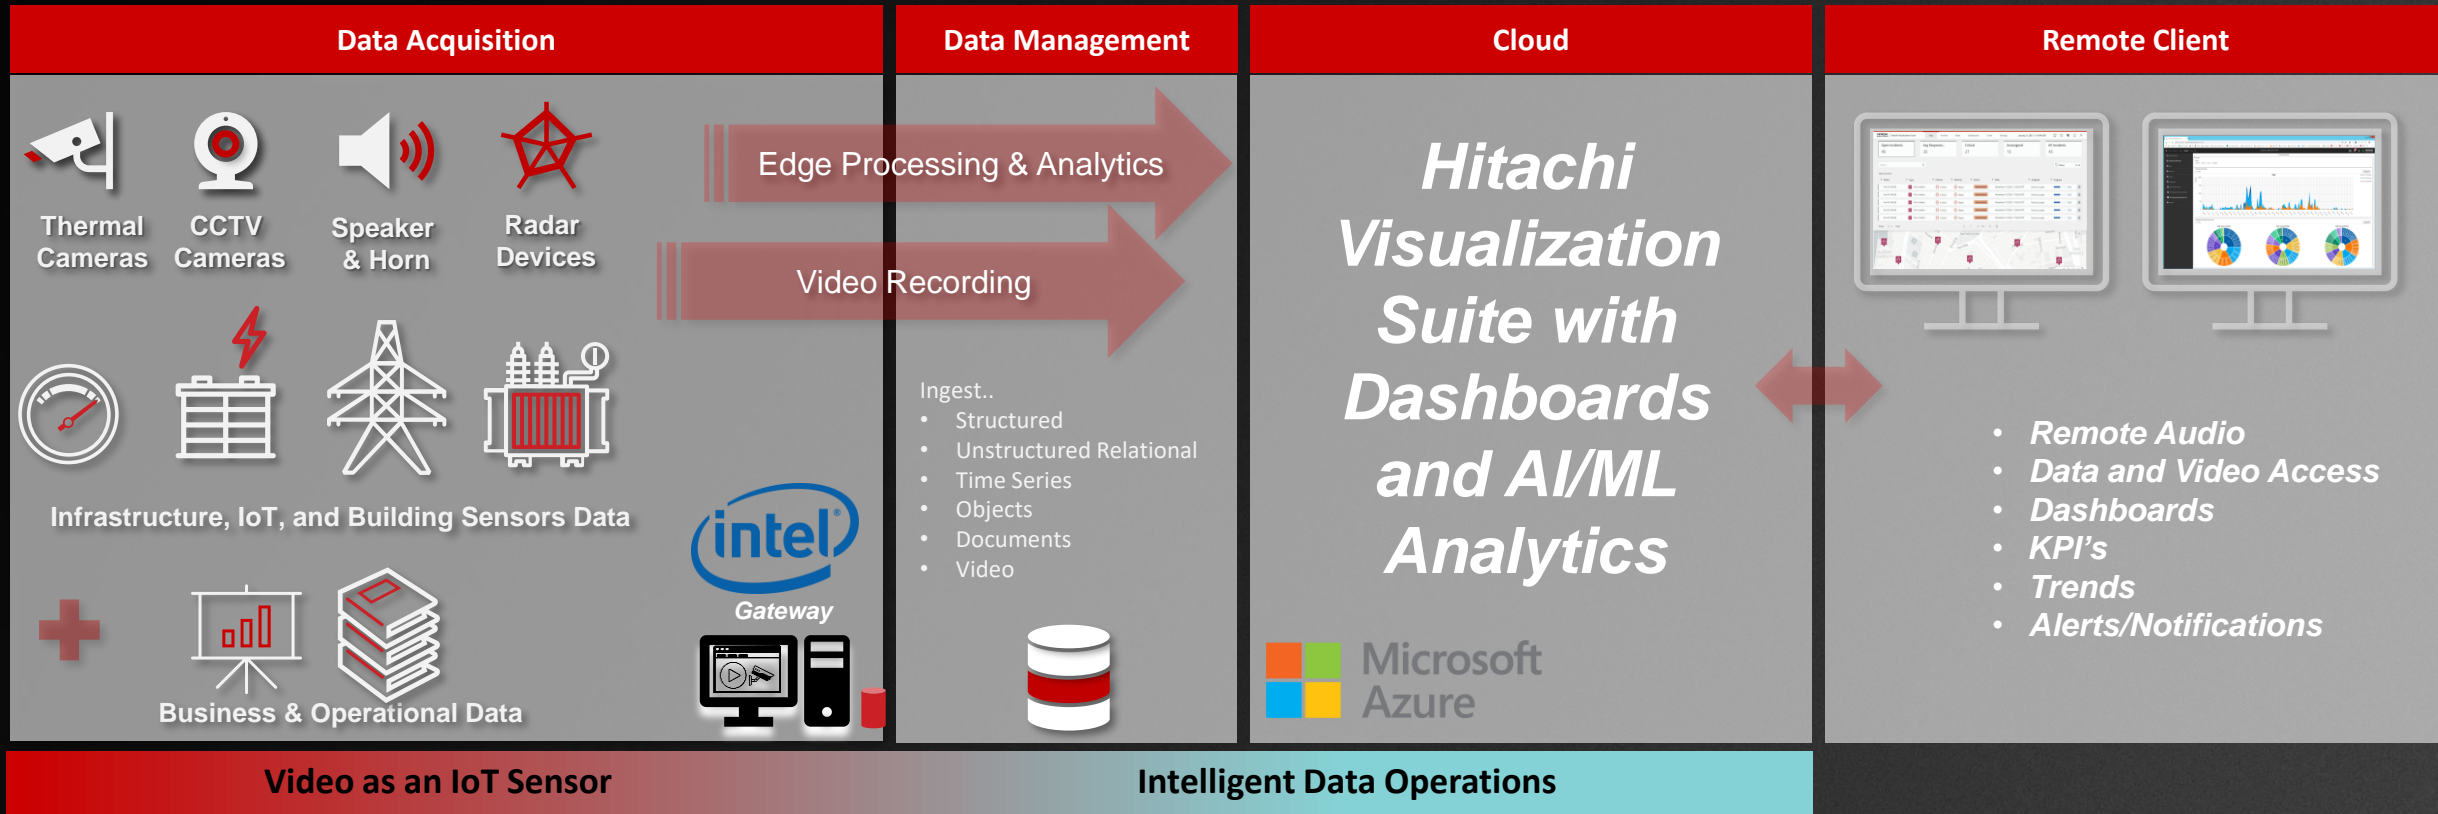 Data Acquisition
Data Management
Cloud
Remote Client
Thermal
Cameras
CCTV
Cameras
Speaker
& Horn
Radar
Devices
Edge Processing & Analytics
Video Recording
Infrastructure, IoT, and Building Sensors Data
Business & Operational Data
intel
Gateway
Ingest..
• Structured
• Unstructured Relational
• Time Series
• Objects
• Documents
• Video
Hitachi
Visualization
Suite with
Dashboards
and AI/ML
Analytics
Microsoft
Azure
• Remote Audio
• Data and Video Access
• Dashboards
• KPI’s
• Trends
• Alerts/Notifications
Video as an IoT Sensor
Intelligent Data Operations